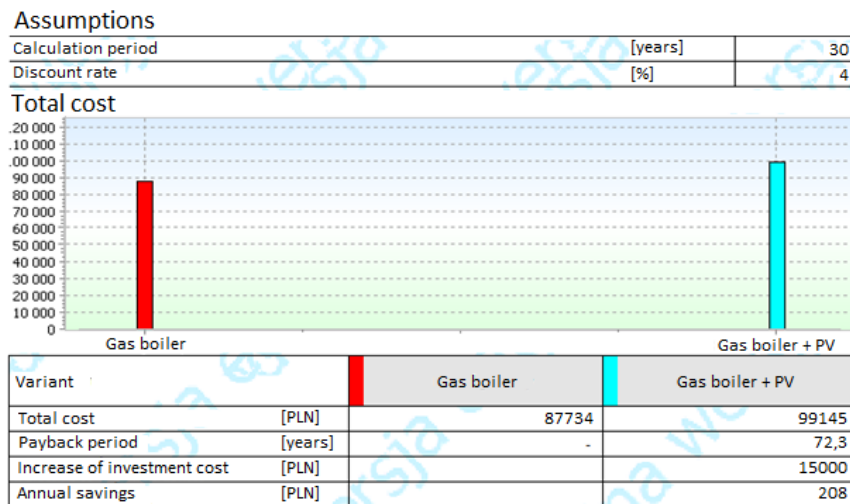 Assumptions
Calculation period [years] 30
Discount rate [%] 4
Total cost
20 000
10 000
00 000
90 000
80 000
70 000
60 000
50 000
40 000
30 000
20 000
10 000
0
Gas boiler Gas boiler + PV
Variant Gas boiler Gas boiler + PV
Total cost [PLN] 87734 99145
Payback period [years] - 72,3
Increase of investment cost [PLN] 15000
Annual savings [PLN] 208